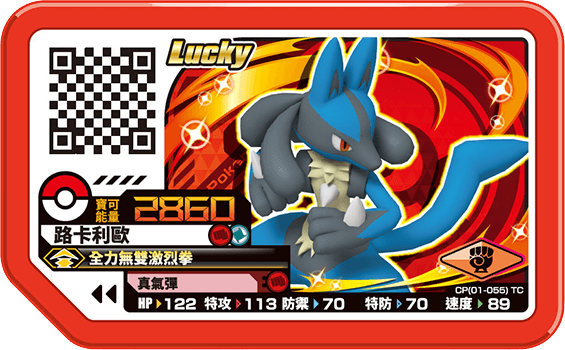 Lucky
Poké
寶可能量 2860
路卡利歐
全力無雙激烈拳
真氣彈
HP 122 特攻 113 防禦 70 特防 70 速度 89
CP(01-055) TC